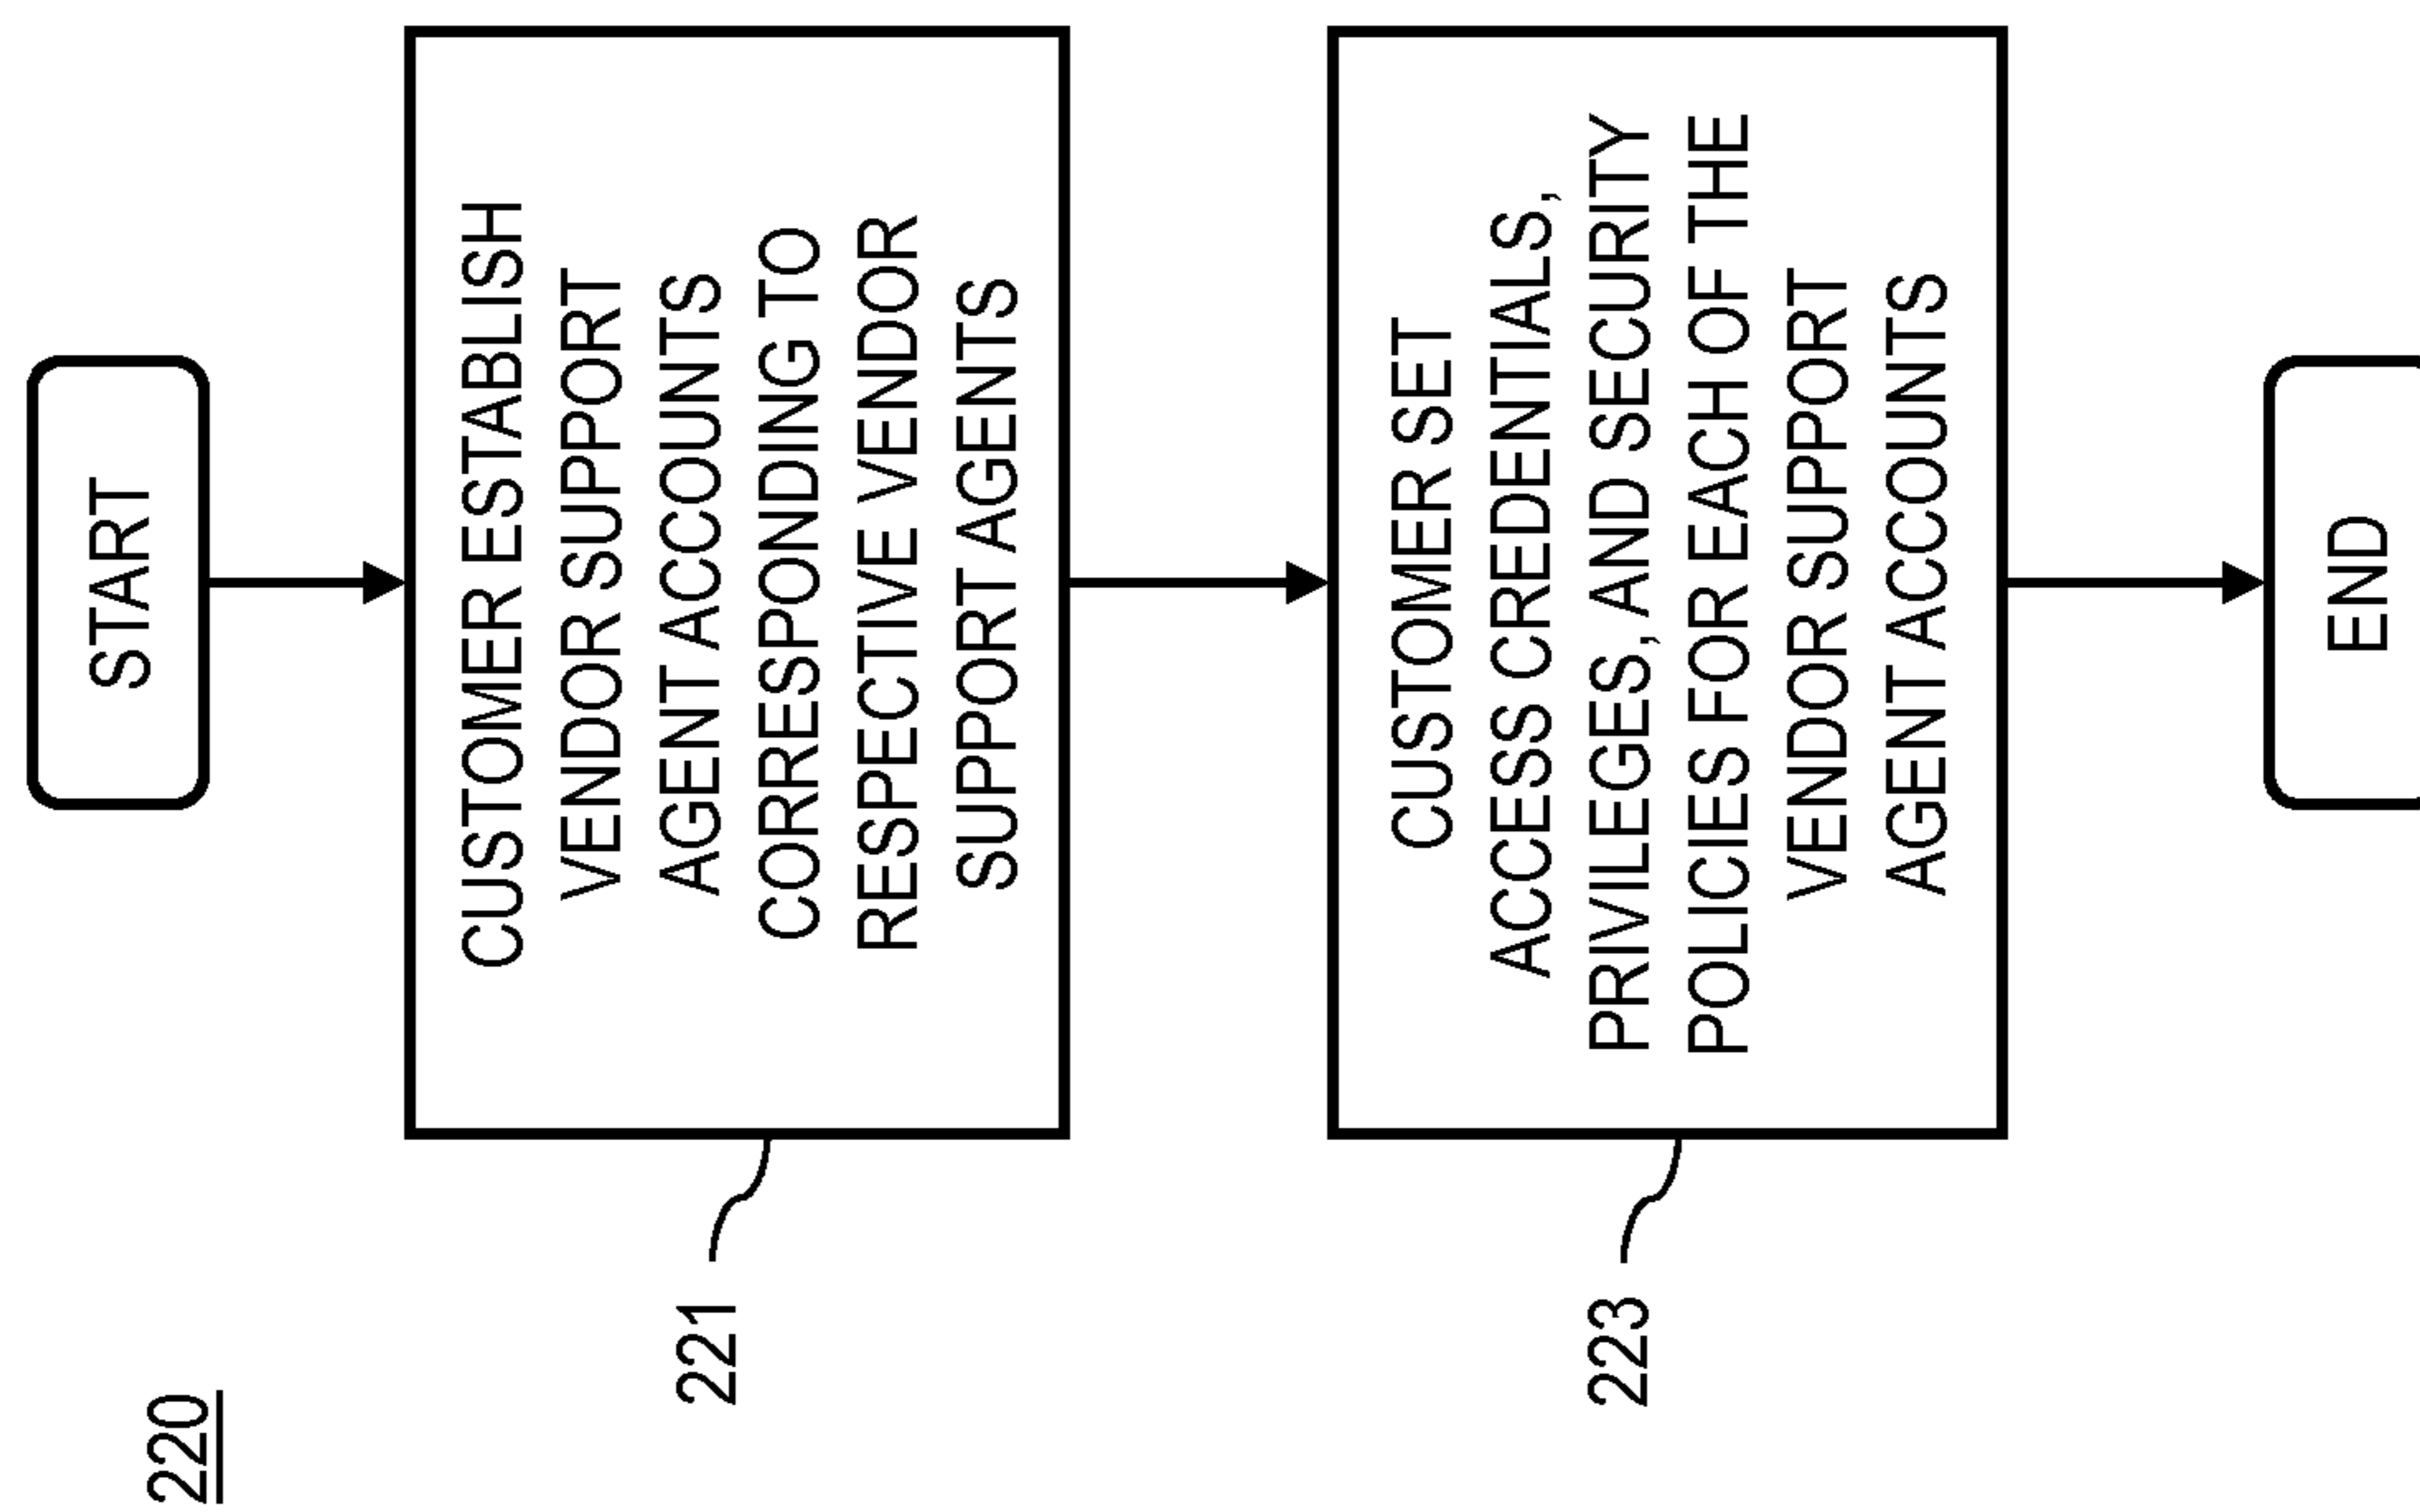 220
START
CUSTOMER ESTABLISH
VENDOR SUPPORT
AGENT ACCOUNTS
CORRESPONDING TO
RESPECTIVE VENDOR
SUPPORT AGENTS
221
CUSTOMER SET
ACCESS CREDENTIALS,
PRIVILEGES, AND SECURITY
POLICIES FOR EACH OF THE
VENDOR SUPPORT
AGENT ACCOUNTS
223
END